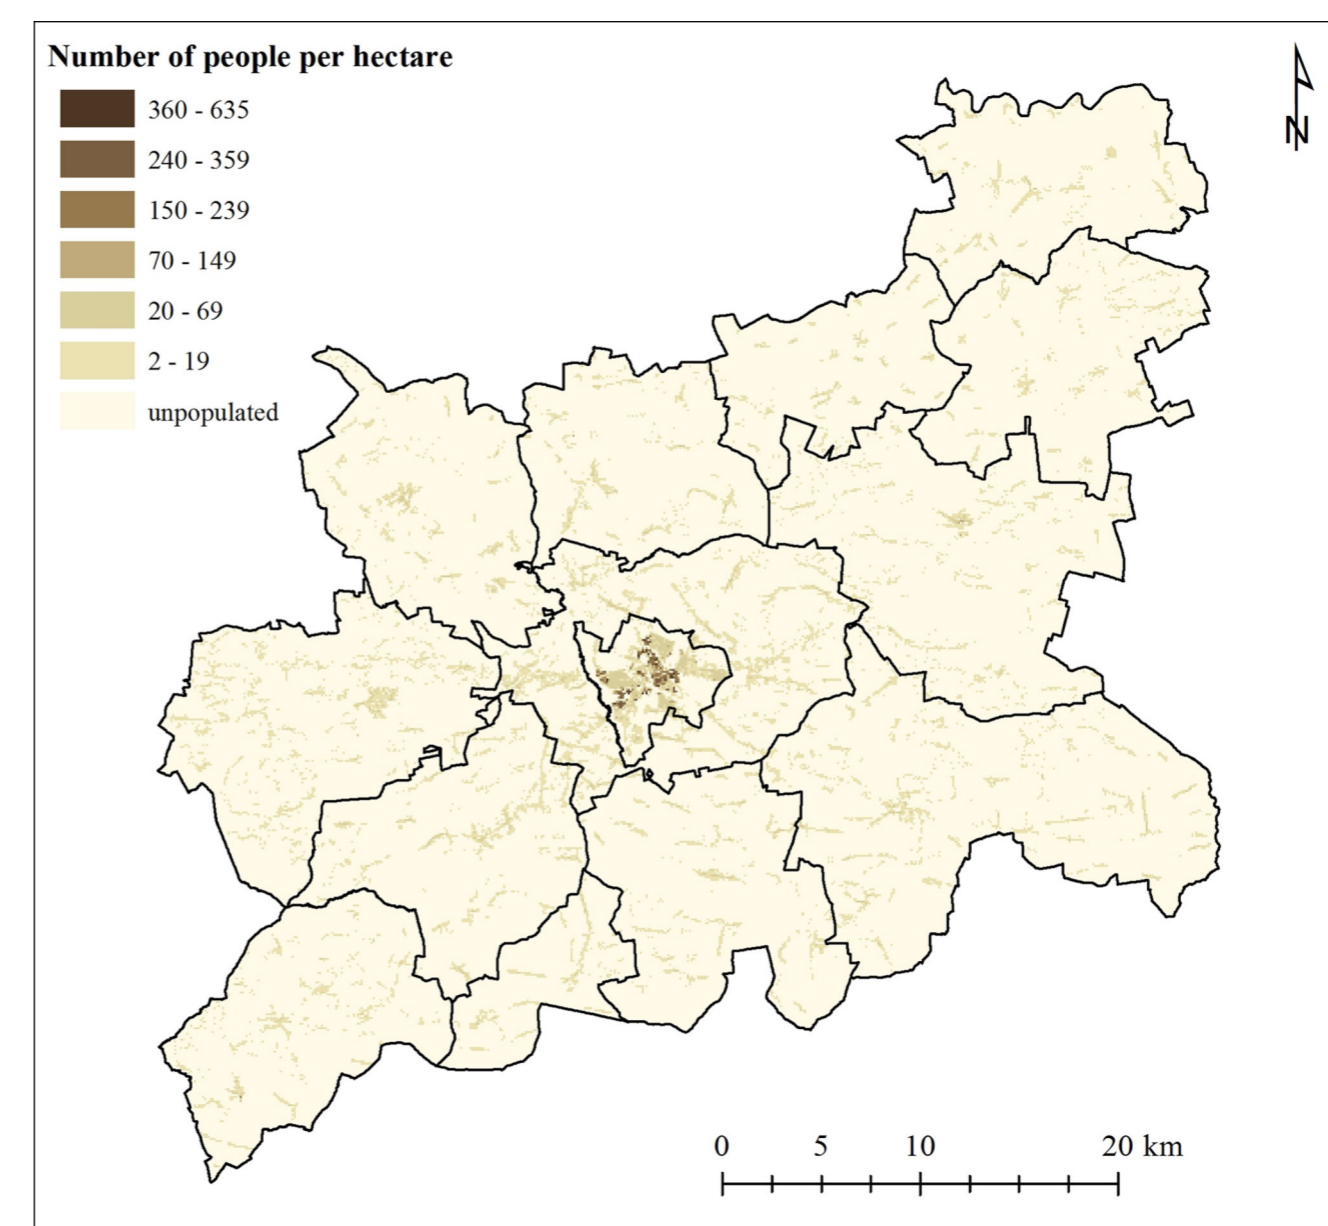 Number of people per hectare
360 - 635
240 - 359
150 - 239
70 - 149
20 - 69
2 - 19
unpopulated
N
0 5 10 20 km